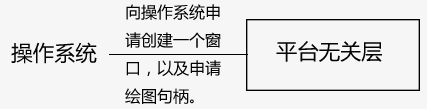 操作系统
向操作系统申
请创建一个窗
口，以及申请
绘图句柄。
平台无关层